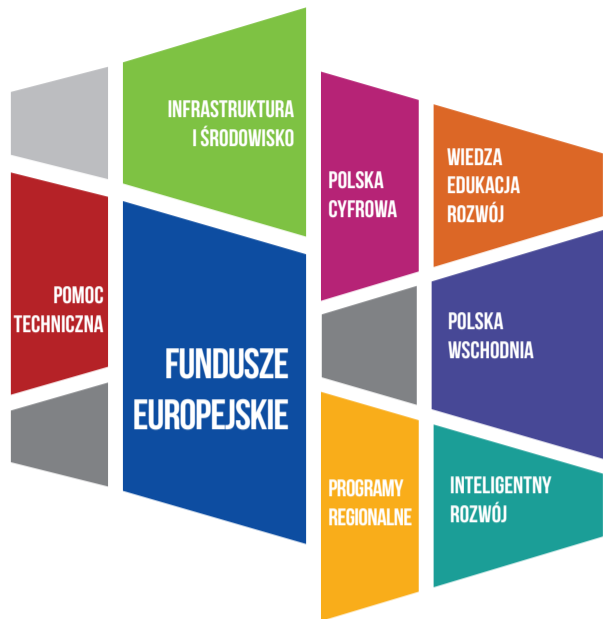 INFRASTRUKTURA
I ŚRODOWISKO
POMOC
TECHNICZNA
FUNDUSZE
EUROPEJSKIE
POLSKA
CYFROWA
WIEDZA
EDUKACJA
ROZWÓJ
POLSKA
WSCHODNIA
PROGRAMY
REGIONALNE
INTELIGENTNY
ROZWÓJ